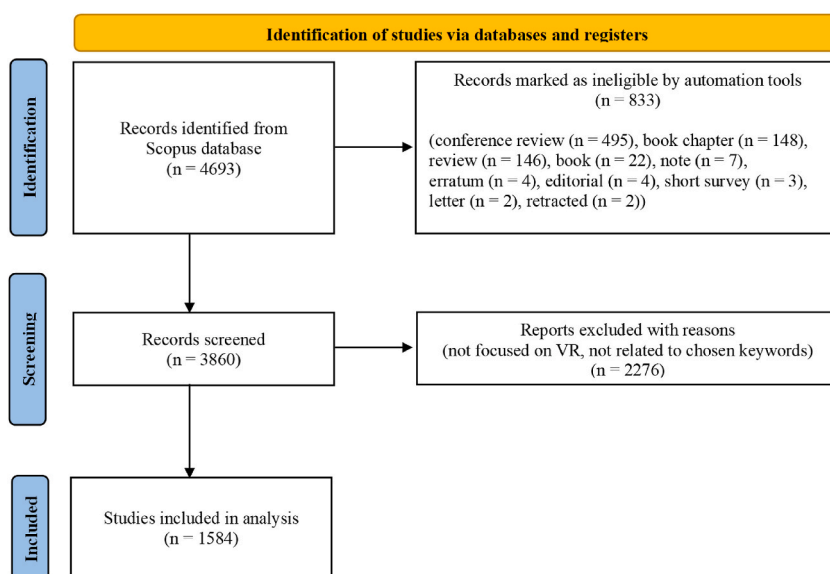 Identification of studies via databases and registers
Identification
Records identified from
Scopus database
(n = 4693)
Records marked as ineligible by automation tools
(n = 833)
(conference review (n = 495), book chapter (n = 148),
review (n = 146), book (n = 22), note (n = 7),
erratum (n = 4), editorial (n = 4), short survey (n = 3),
letter (n = 2), retracted (n = 2))
Screening
Records screened
(n = 3860)
Reports excluded with reasons
(not focused on VR, not related to chosen keywords)
(n = 2276)
Included
Studies included in analysis
(n = 1584)